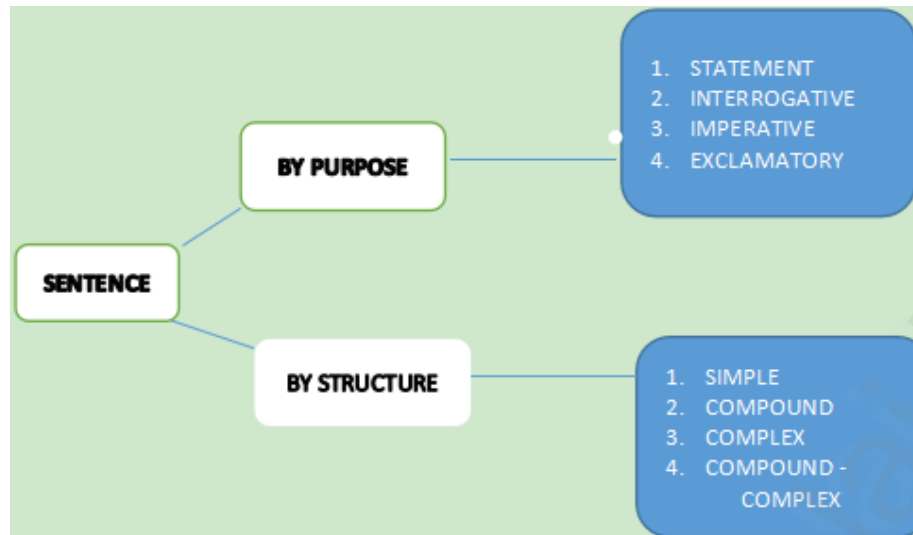 SENTENCE
BY PURPOSE
1. STATEMENT
2. INTERROGATIVE
3. IMPERATIVE
4. EXCLAMATORY
BY STRUCTURE
1. SIMPLE
2. COMPOUND
3. COMPLEX
4. COMPOUND -
COMPLEX